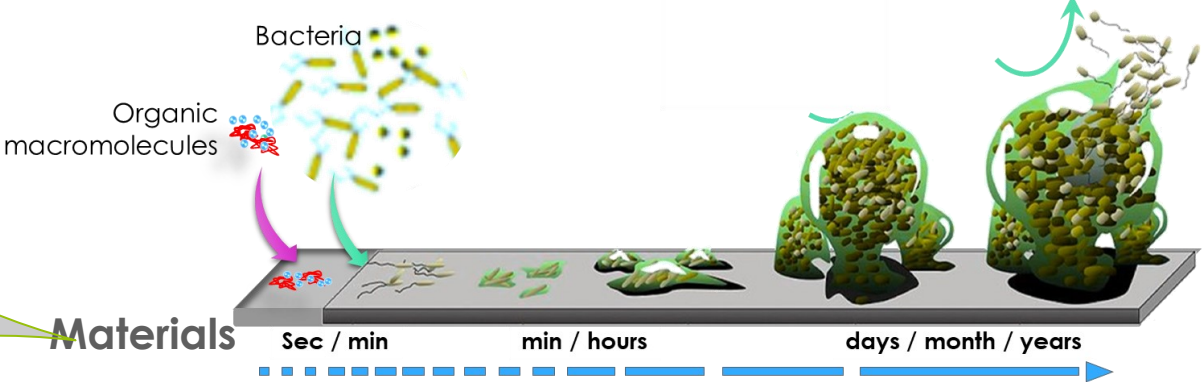 Bacteria
Organic
macromolecules
Materials
Sec / min
min / hours
days / month / years